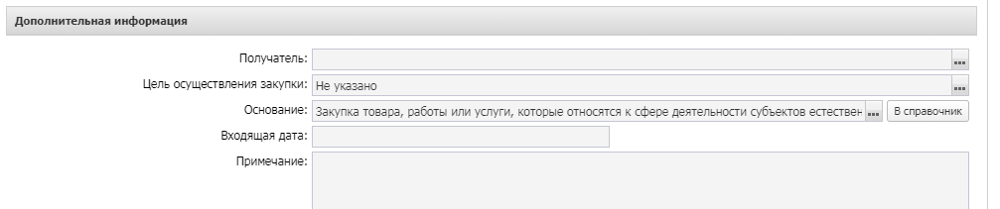 Дополнительная информация
Получатель: ...
Цель осуществления закупки: Не указано ...
Основание: Закупка товара, работы или услуги, которые относятся к сфере деятельности субъектов естествен ... В справочник
Входящая дата:
Примечание: